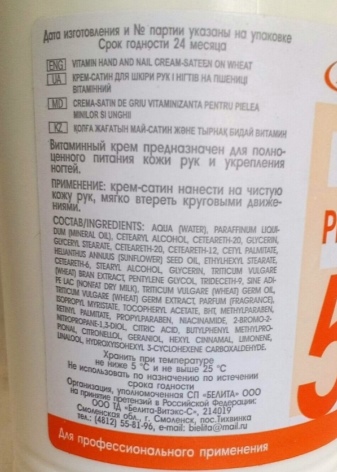 Дата изготовления и № партии указаны на упаковке
Срок годности 24 месяца
ENG VITAMIN HAND AND NAIL CREAM-SATEEN ON WHEAT
UA КРЕМ-САТИН ДЛЯ ШКІРИ РУК І НІГТІВ НА ПШЕНИЦІ
ВІТАМІННИЙ
MD CREMA-SATIN DE GRIU VITAMINIZANTA PENTRU PIELEA
MINILOR SI UNGHII
KZ ҚОЛҒА ЖАҒАТЫН МАЙ-САТИН ЖӘНЕ ТЫРНАҚ БИДАЙ ВИТАМИН
Витаминный крем предназначен для полно-
ценного питания кожи рук и укрепления
ногтей.
ПРИМЕНЕНИЕ: крем-сатин нанести на чистую
кожу рук, мягко втереть круговыми движе-
ниями.
СОСТАВ/INGREDIENTS: AQUA (WATER), PARAFFINUM LIQUI-
DUM (MINERAL OIL), CETEARYL ALCOHOL, CETEARETH-20, GLYCERIN,
GLYCERYL STEARATE, CETEARETH-20, CETEARETH-12, CETYL PALMITATE,
HELIANTHUS ANNUUS (SUNFLOWER) SEED OIL, ETHYLHEXYL STEARATE,
CETEARETH-6, STEARYL ALCOHOL, GLYCERIN, TRITICUM VULGARE
(WHEAT) BRAN EXTRACT, PENTYLENE GLYCOL, TRIDECETH-9, SINE ADI-
PE LAC (NONFAT DRY MILK), TRITICUM VULGARE (WHEAT) GERM OIL,
TRITICUM VULGARE (WHEAT) GERM EXTRACT, PARFUM (FRAGRANCE),
ISOPROPYL MYRISTATE, TOCOPHERYL ACETATE, BHT, METHYLPARABEN,
RETINYL PALMITATE, PROPYLPARABEN, NIACINAMIDE, 2-BROMO-2-
NITROPROPANE-1,3-DIOL, CITRIC ACID, BUTYLPHENYL METHYLPRO-
PIONAL, CITRONELLOL, GERANIOL, HEXYL CINNAMAL, LIMONENE,
LINALOOL, HYDROXYISOHEXYL 3-CYCLOHEXENE CARBOXALDEHYDE.
Хранить при температуре
не ниже 5 °С и не выше 25 °С
Не использовать по назначению по истечении
срока годности
Организация, уполномоченная СП «БЕЛИТА» ООО
на принятие претензий в Российской Федерации:
ООО ТД «Белита-Витэкс-С», 214019
Смоленская обл., г. Смоленск, пос.Тихвинка
тел.: (4812) 55-81-96, e-mail: bielita@mail.ru
Для профессионального применения
5